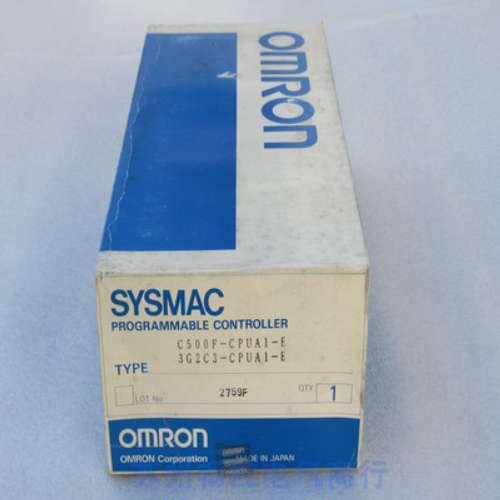 OMRON
SYSMAC
PROGRAMMABLE CONTROLLER
C500F-CPUA1-E
TYPE 3G2C3-CPUA1-E
LOT No. 2759F QTY 1
OMRON
OMRON Corporation MADE IN JAPAN